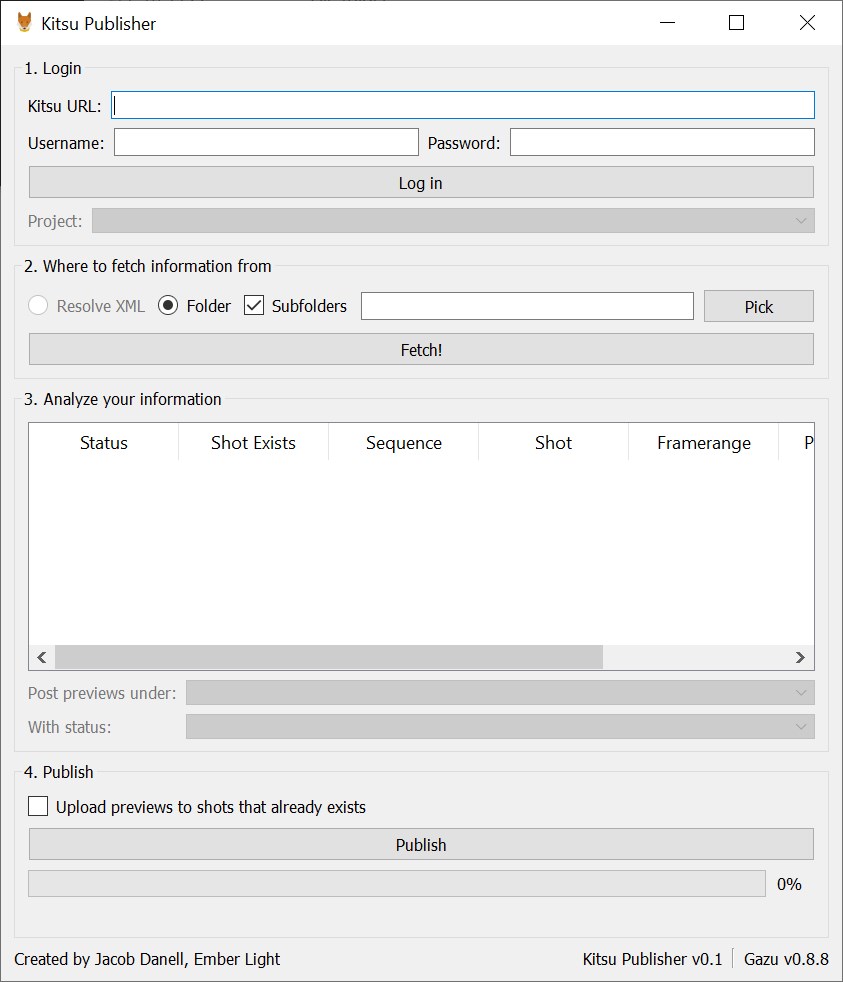 Kitsu Publisher
1. Login
Kitsu URL:
Username: Password:
Log in
Project:
2. Where to fetch information from
Resolve XML Folder Subfolders Pick
Fetch!
3. Analyze your information
Status Shot Exists Sequence Shot Framerange P
Post previews under:
With status:
4. Publish
Upload previews to shots that already exists
Publish
0%
Created by Jacob Danell, Ember Light Kitsu Publisher v0.1 Gazu v0.8.8